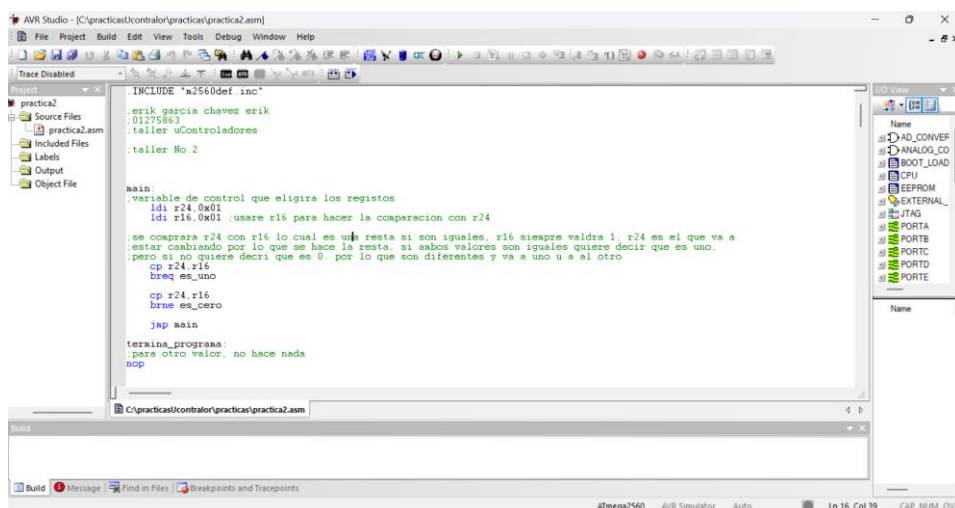 AVR Studio - [C:\practicasUcontralor\practicas\practica2.asm]
File Project Build Edit View Tools Debug Window Help
Trace Disabled
Project
practica2
Source Files
practica2.asm
Included Files
Labels
Output
Object File
.INCLUDE "m2560def.inc"
;erik garcia chavez erik
;01275863
;taller uControladores
;taller No.2
main:
;variable de control que eligira los registos
ldi r24,0x01
ldi r16,0x01 ;usare r16 para hacer la comparacion con r24
;se comprara r24 con r16 lo cual es una resta si son iguales, r16 siempre valdra 1, r24 es el que va a
;estar cambiando por lo que se hace la resta, si ambos valores son iguales quiere decir que es uno,
;pero si no quiere decri que es 0, por lo que son diferentes y va a uno u a al otro
cp r24,r16
breq es_uno
cp r24,r16
brne es_cero
jmp main
termina_programa:
;para otro valor, no hace nada
nop
C:\practicasUcontralor\practicas\practica2.asm
I/O View
Name
AD_CONVER
ANALOG_CO
BOOT_LOAD
CPU
EEPROM
EXTERNAL_
JTAG
PORTA
PORTB
PORTC
PORTD
PORTE
Name
Build
Build Message Find in Files Breakpoints and Tracepoints
ATmega2560 AVR Simulator Auto Ln 16, Col 39 CAP NUM OV